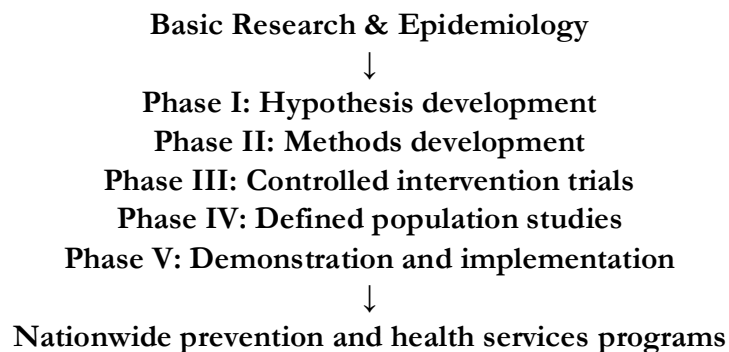 Basic Research & Epidemiology
↓
Phase I: Hypothesis development
Phase II: Methods development
Phase III: Controlled intervention trials
Phase IV: Defined population studies
Phase V: Demonstration and implementation
↓
Nationwide prevention and health services programs